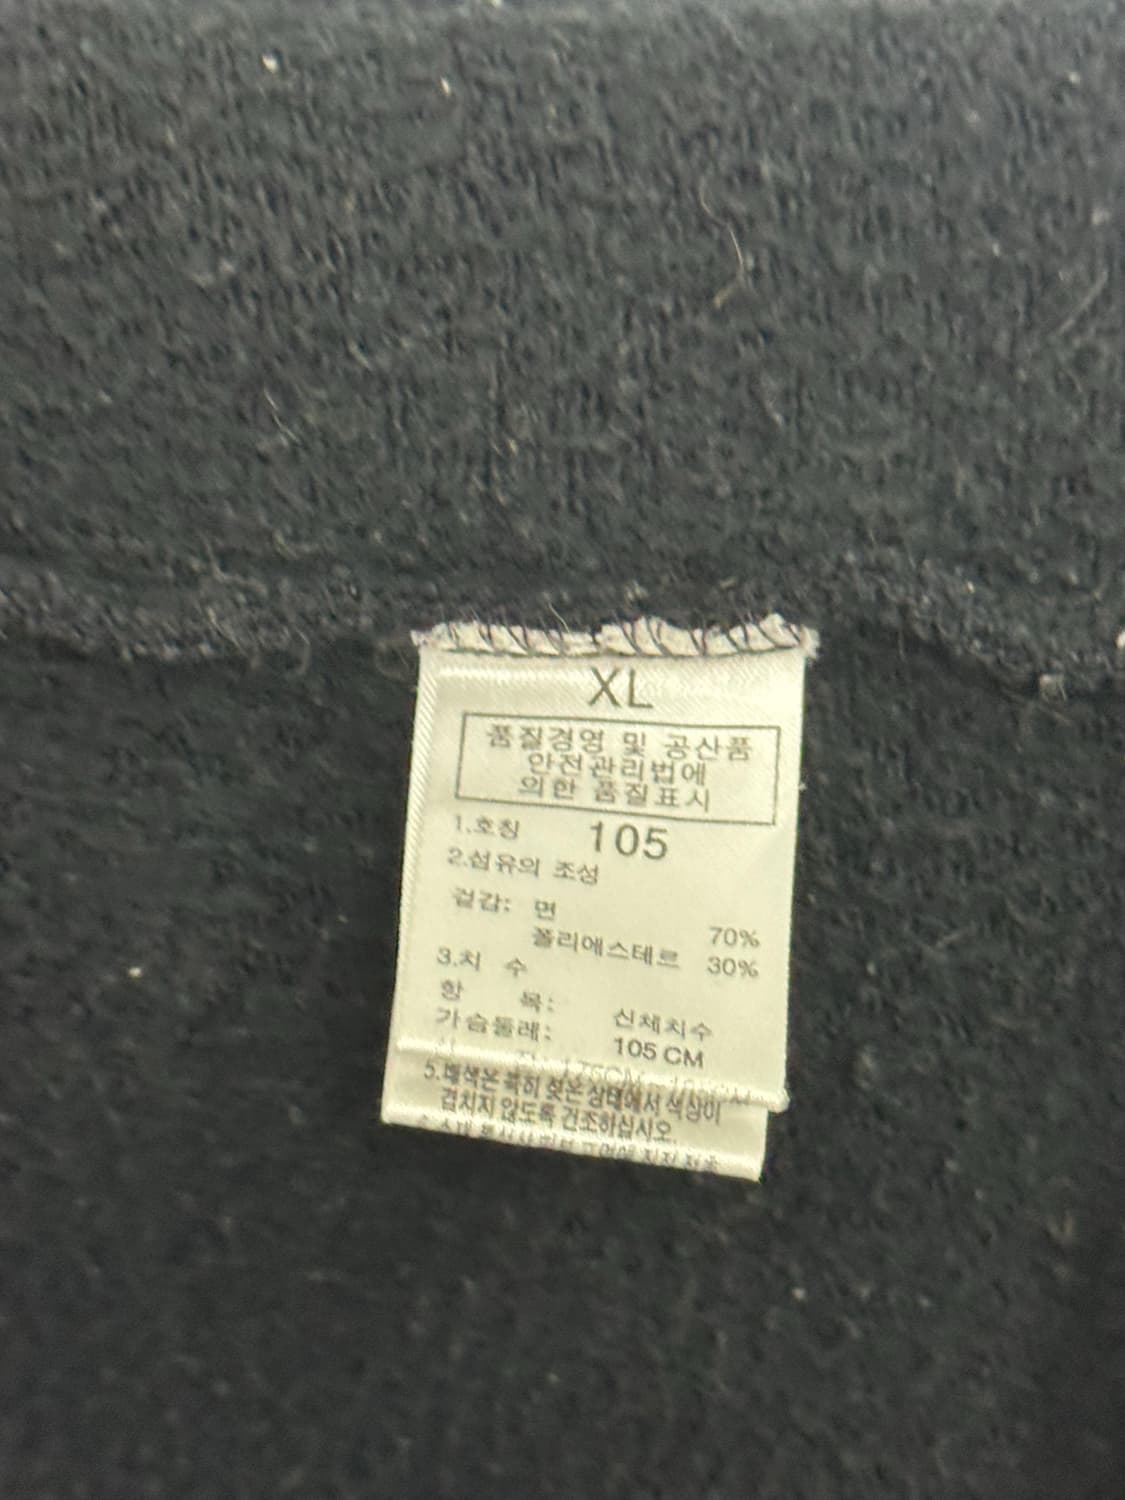 XL
품질경영 및 공산품
안전관리법에
의한 품질표시
1.호칭 105
2.섬유의 조성
겉감: 면 70%
폴리에스테르 30%
3.치 수
항 목: 신체치수
가슴둘레: 105 CM
5.배색은 특히 젖은 상태에서 색상이
겹치지 않도록 건조하십시오.